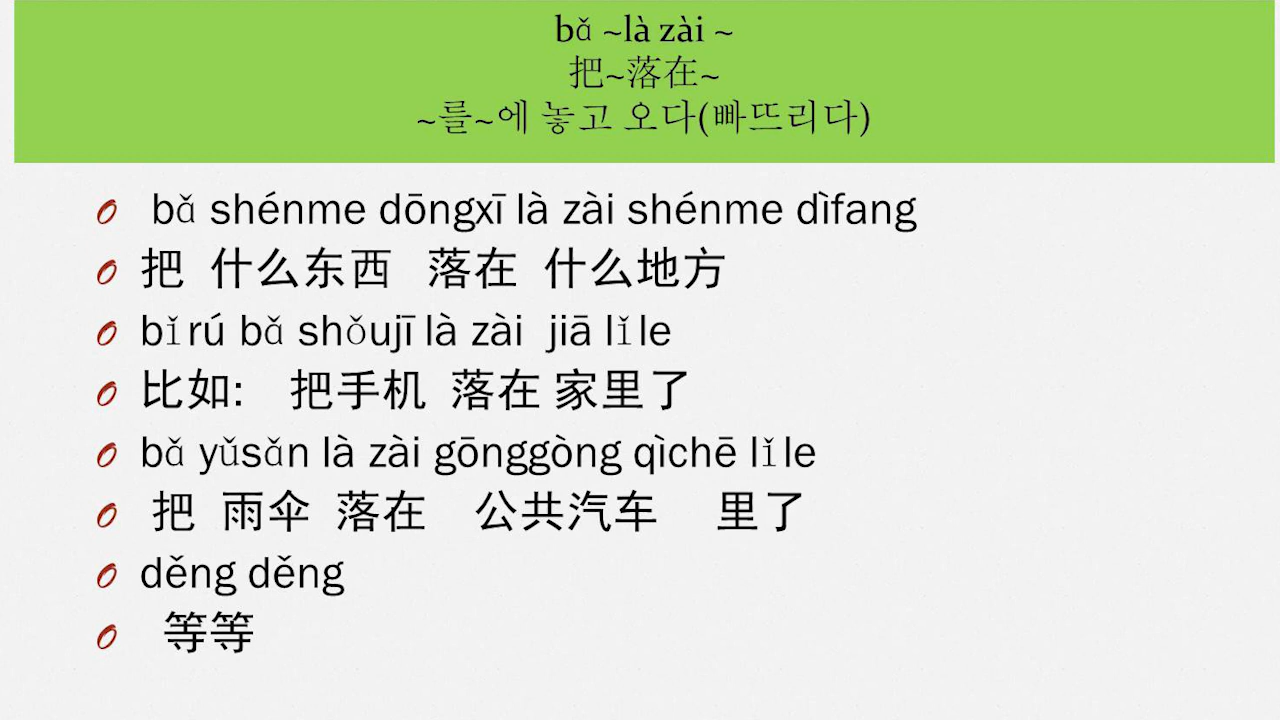 bǎ ~là zài ~
把~落在~
~를~에 놓고 오다(빠뜨리다)
bǎ shénme dōngxī là zài shénme dìfang
把 什么东西 落在 什么地方
bǐrú bǎ shǒujī là zài jiā lǐle
比如: 把手机 落在 家里了
bǎ yǔsǎn là zài gōnggòng qìchē lǐle
把 雨伞 落在 公共汽车 里了
děng děng
等等